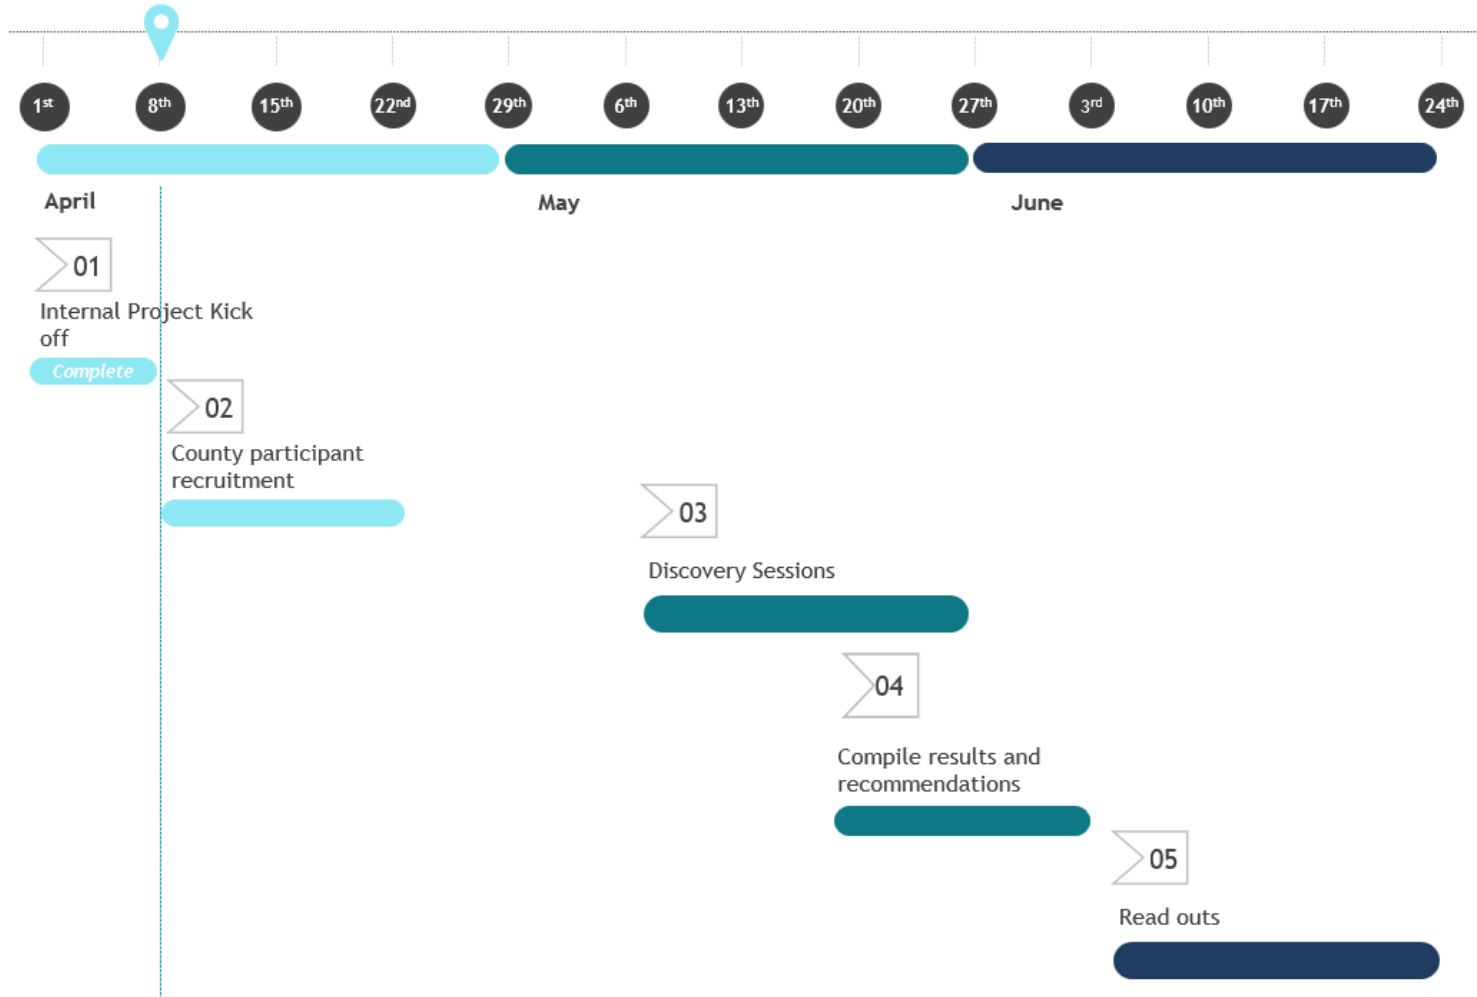 1st 8th 15th 22nd 29th 6th 13th 20th 27th 3rd 10th 17th 24th
April May June
01
Internal Project Kick
off
Complete
02
County participant
recruitment
03
Discovery Sessions
04
Compile results and
recommendations
05
Read outs